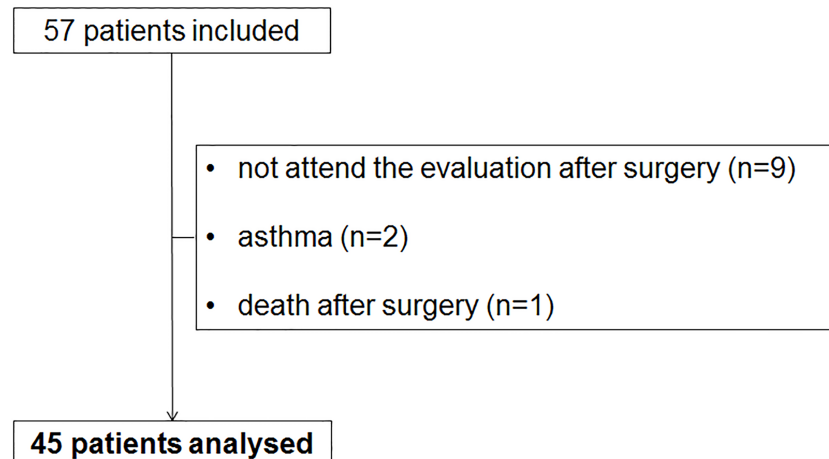 57 patients included
• not attend the evaluation after surgery (n=9)
• asthma (n=2)
• death after surgery (n=1)
45 patients analysed